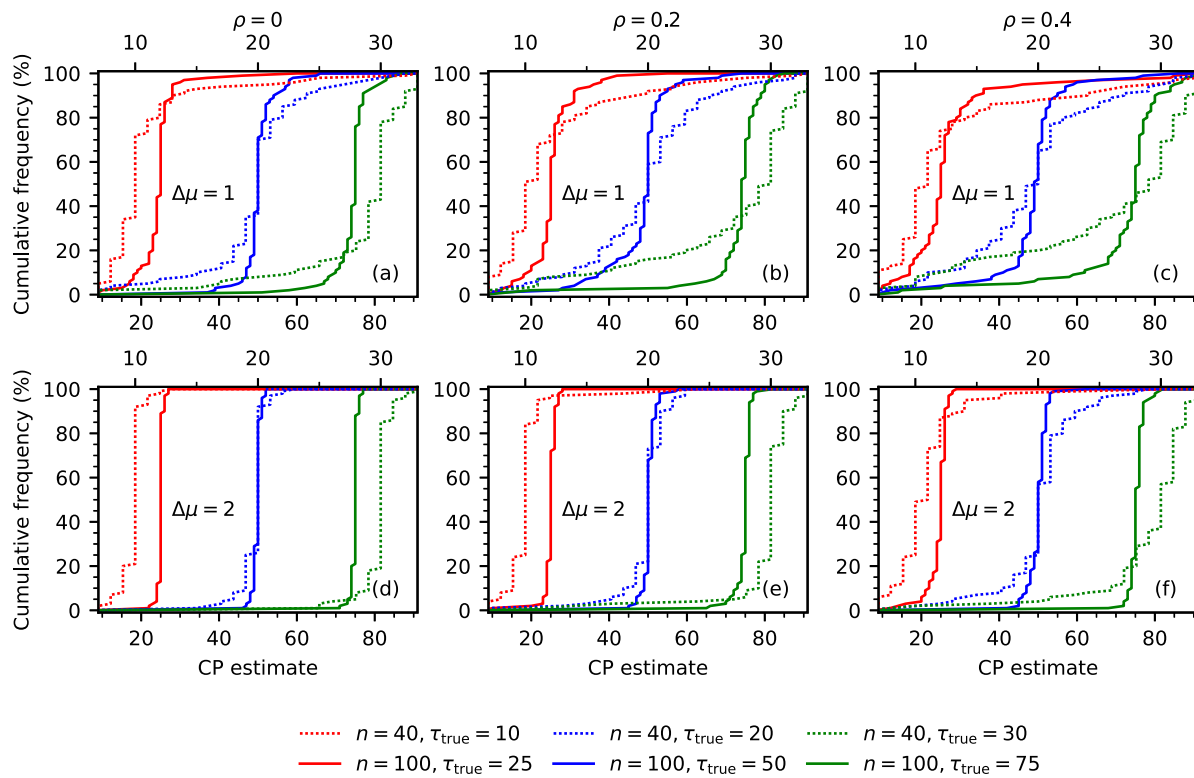 ρ = 0 ρ = 0.2 ρ = 0.4
10 20 30 10 20 30 10 20 30
Cumulative frequency (%)
100
80
60
40
20
0
Δμ = 1 Δμ = 1 Δμ = 1
(a) (b) (c)
20 40 60 80 20 40 60 80 20 40 60 80
10 20 30 10 20 30 10 20 30
Cumulative frequency (%)
100
80
60
40
20
0
Δμ = 2 Δμ = 2 Δμ = 2
(d) (e) (f)
20 40 60 80 20 40 60 80 20 40 60 80
CP estimate CP estimate CP estimate
n = 40, τtrue = 10 n = 40, τtrue = 20 n = 40, τtrue = 30
n = 100, τtrue = 25 n = 100, τtrue = 50 n = 100, τtrue = 75